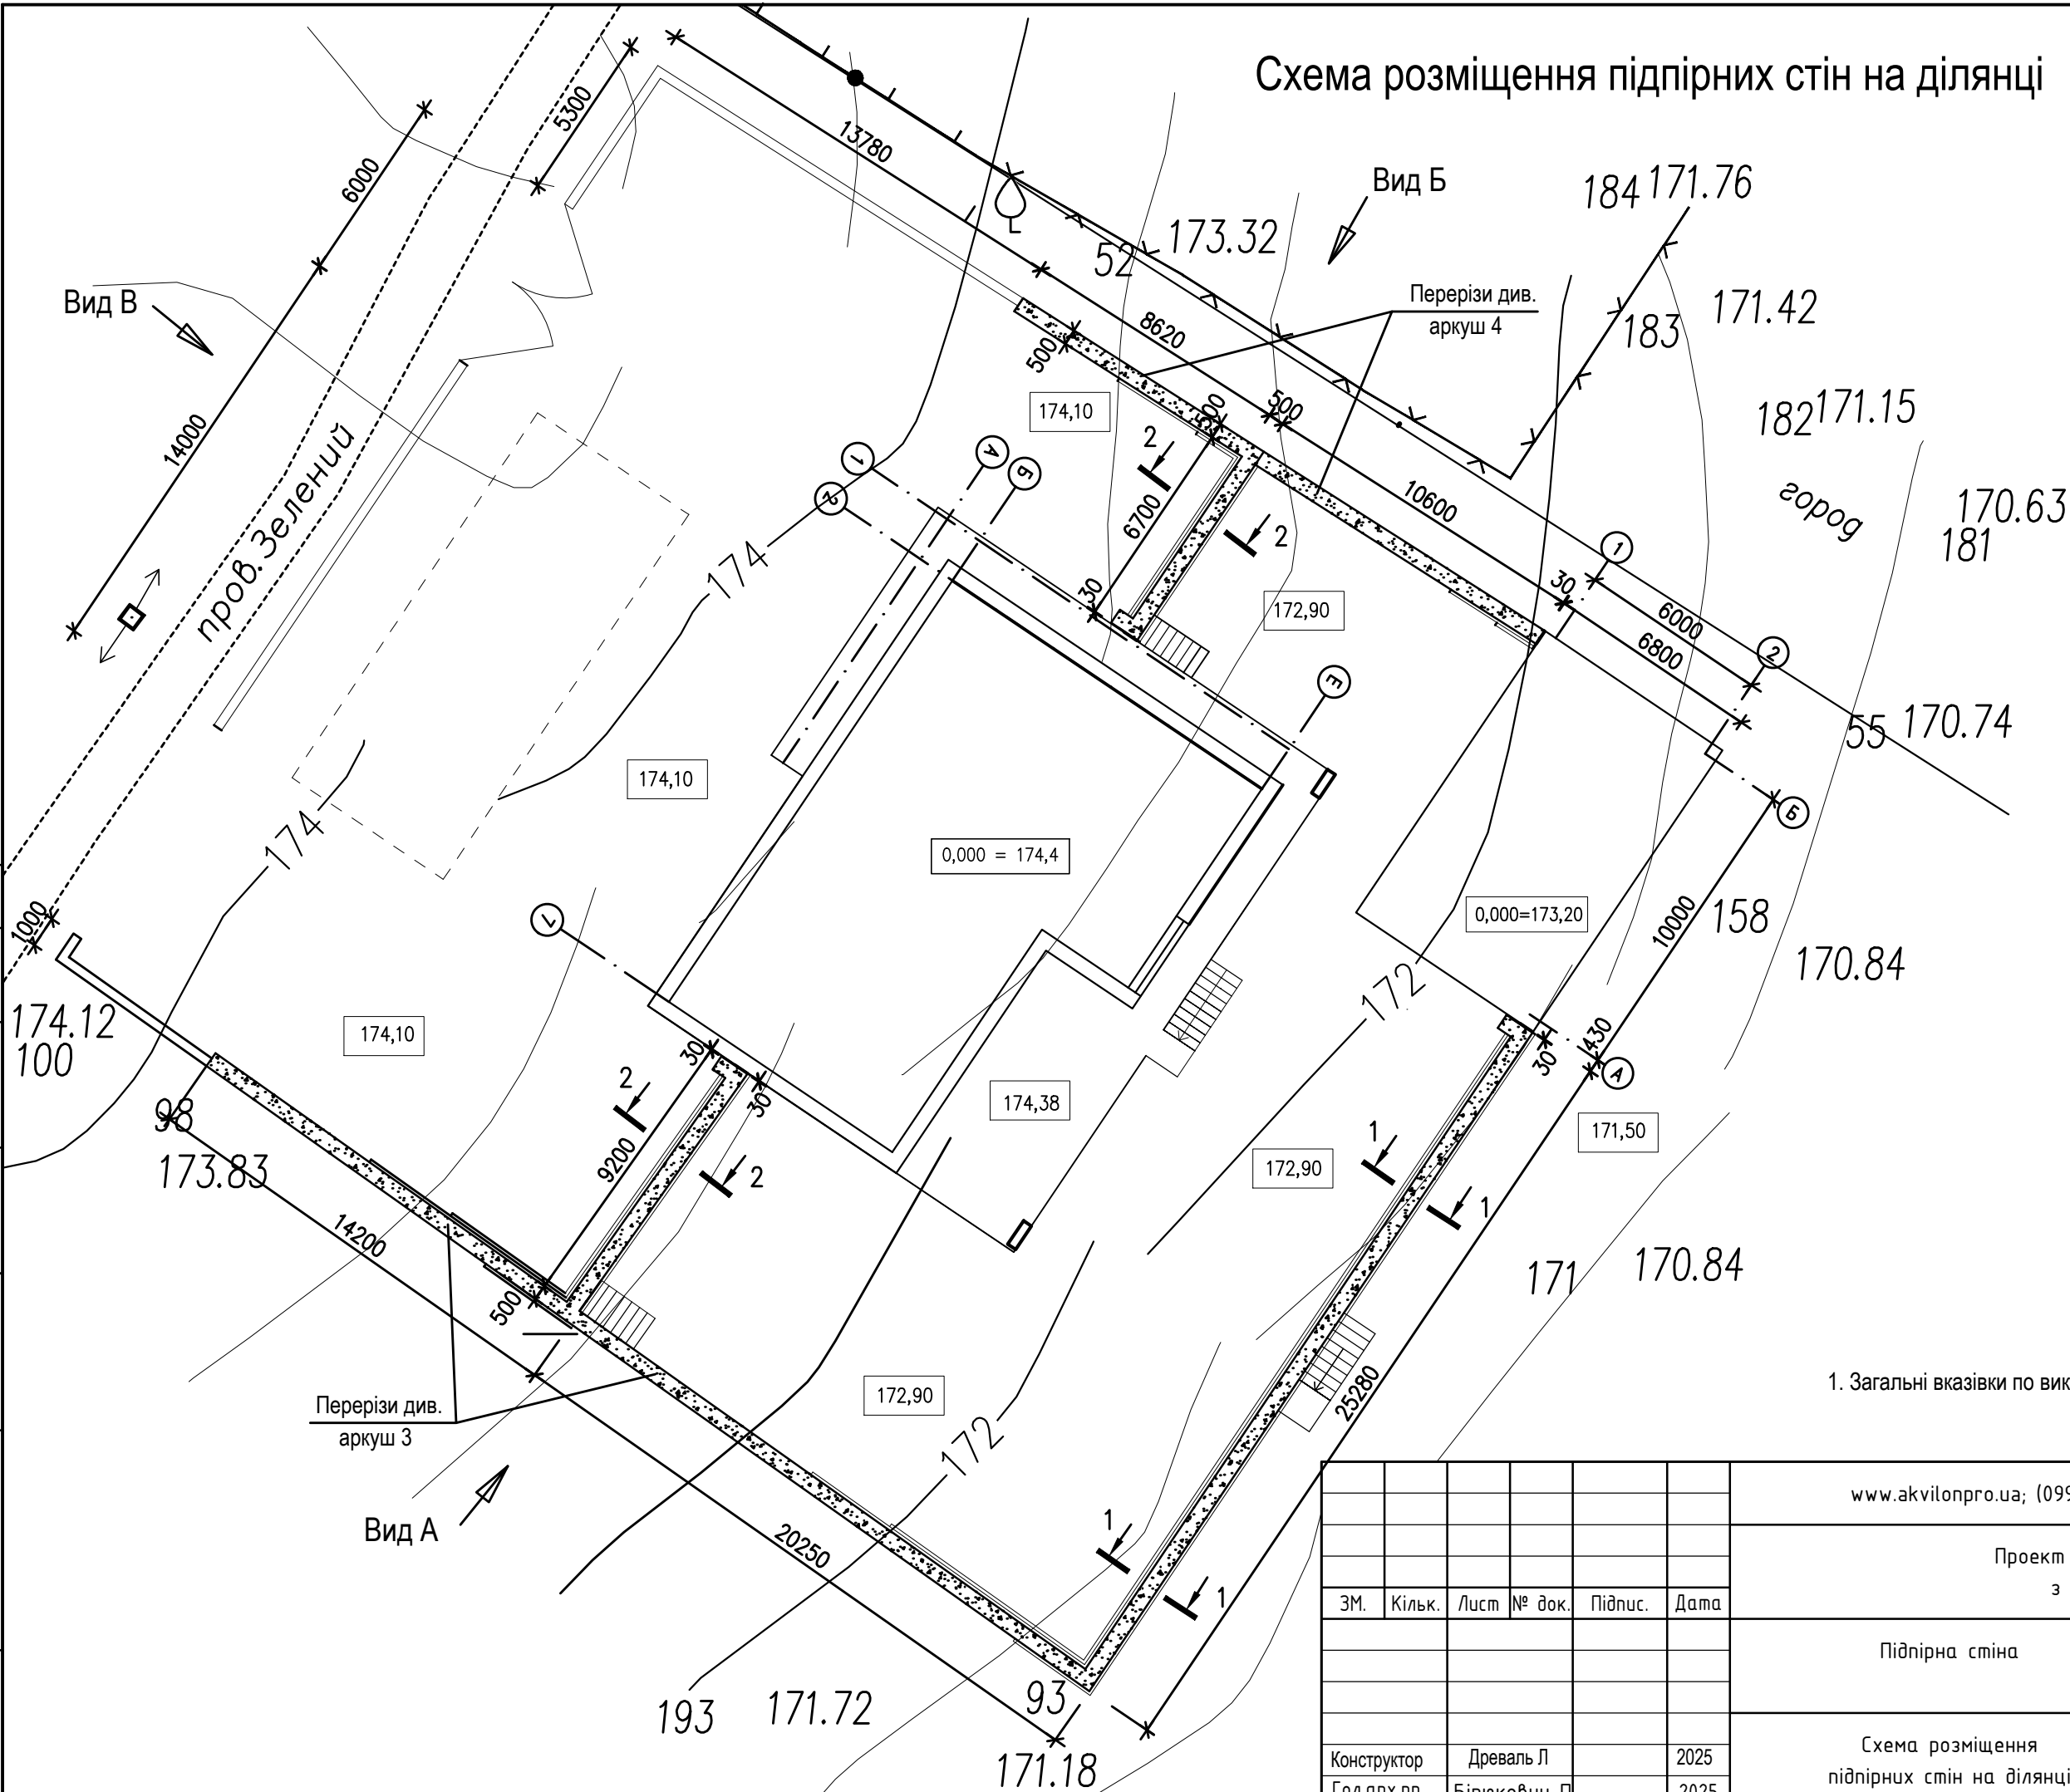 Схема розміщення підпірних стін на ділянці
5300
6000
13780
Вид Б
184 171.76
173.32
52
Вид В
Перерізи див.
аркуш 4
171.42
183
8620
500
174,10
500
500
182 171.15
14000
пров. Зелений
2
1
А
Б
2
6700
2
10600
город
170.63
181
174
30
172,90
30
1
6000
6800
2
Е
55 170.74
174,10
174
0,000 = 174,4
Б
1000
7
0,000=173,20
10000
158
170.84
172
174.12
100
174,10
30
430
30
А
2
30
174,38
171,50
98
173.83
9200
2
172,90
1
1
14200
500
171
170.84
172,90
25280
Перерізи див.
аркуш 3
172
1. Загальні вказівки по вик
Вид А
20250
1
1
www.akvilonpro.ua; (099
Проект
з
ЗМ. Кільк. Лист № док. Підпис. Дата
Підпірна стіна
193 171.72
93
171.18
Конструктор Древаль Л 2025
Схема розміщення
підпірних стін на ділянці
2025